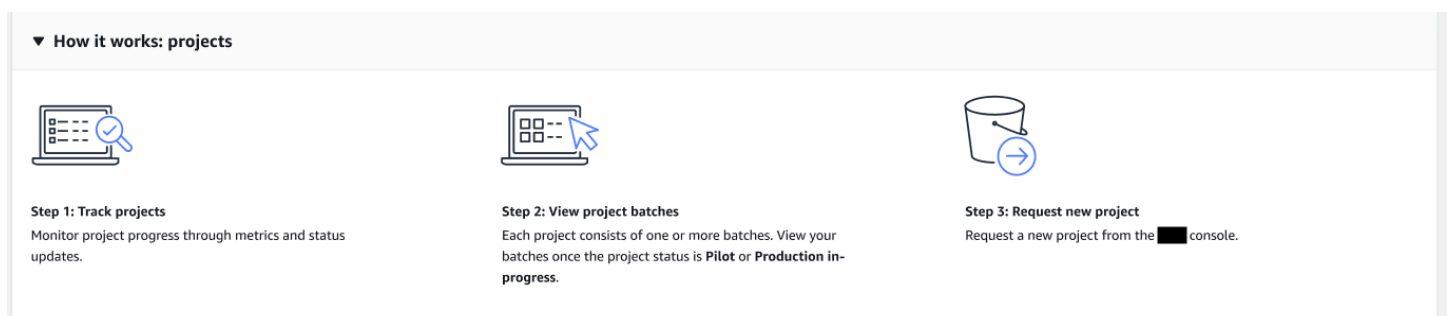 ▼ How it works: projects
Step 1: Track projects
Monitor project progress through metrics and status
updates.
Step 2: View project batches
Each project consists of one or more batches. View your
batches once the project status is Pilot or Production in-
progress.
Step 3: Request new project
Request a new project from the console.